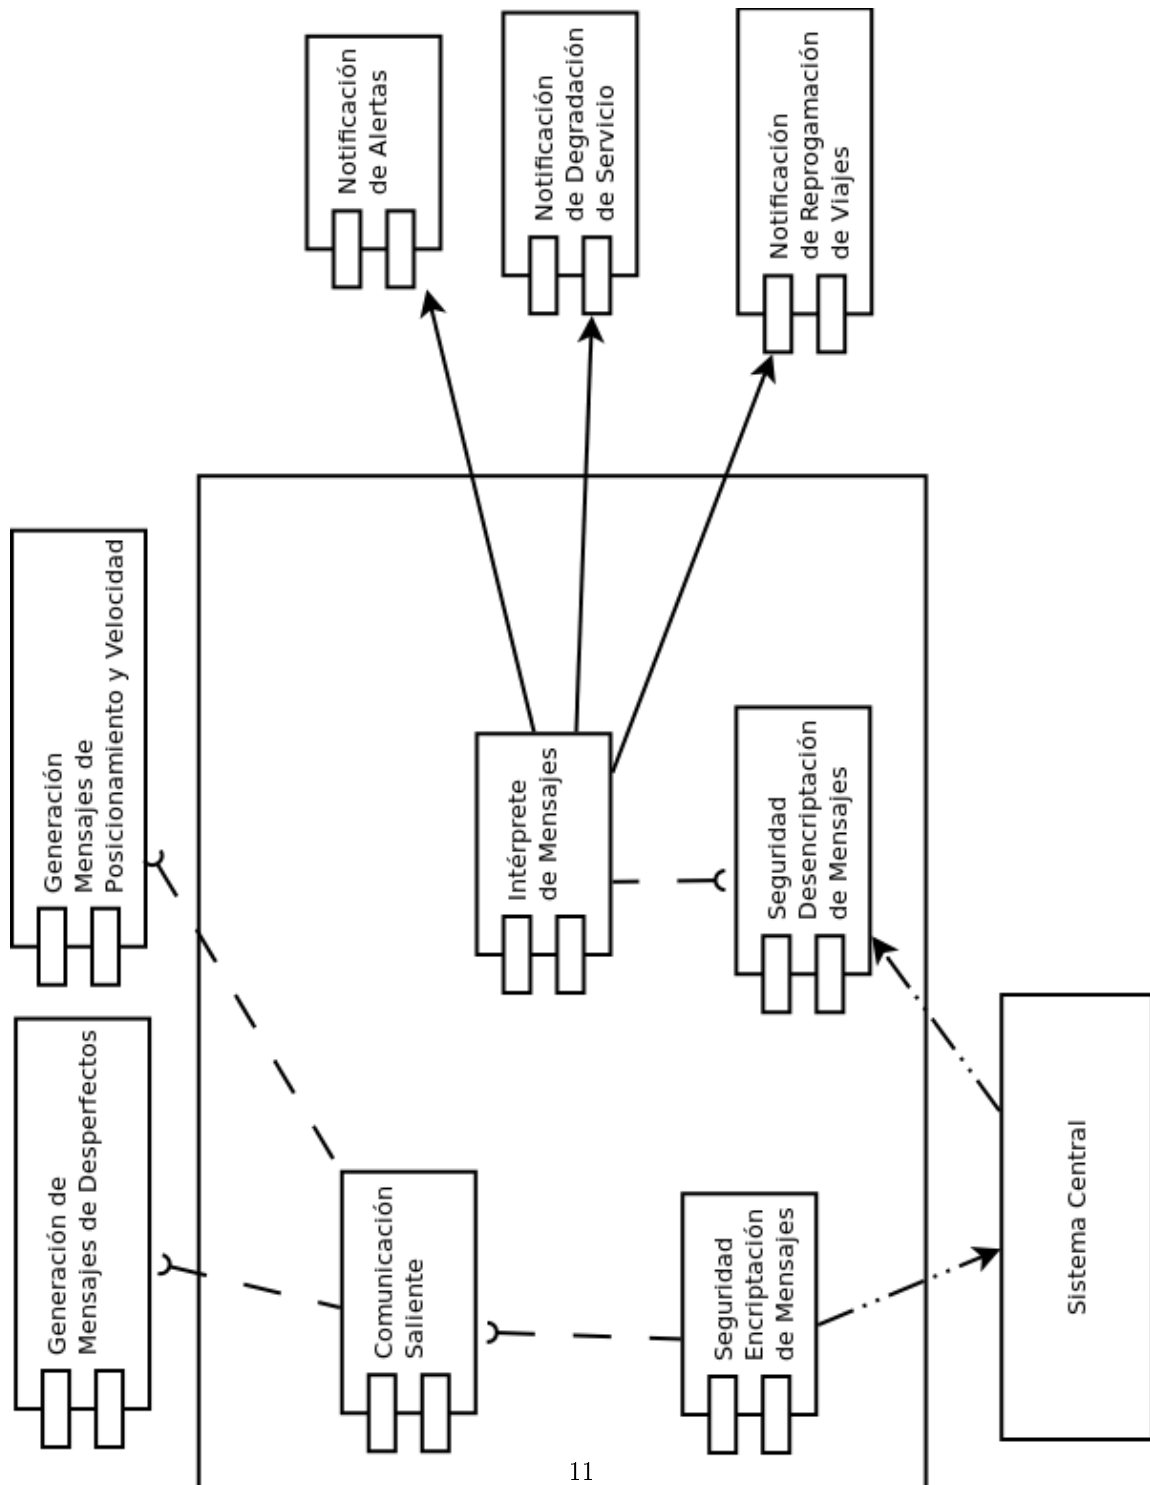 Generación de
Mensajes de Desperfectos
Generación
Mensajes de
Posicionamiento y Velocidad
Comunicación
Saliente
Intérprete
de Mensajes
Notificación
de Alertas
Notificación
de Degradación
de Servicio
Notificación
de Reprogamación
de Viajes
Seguridad
Encriptación
de Mensajes
Seguridad
Desencriptación
de Mensajes
Sistema Central
11